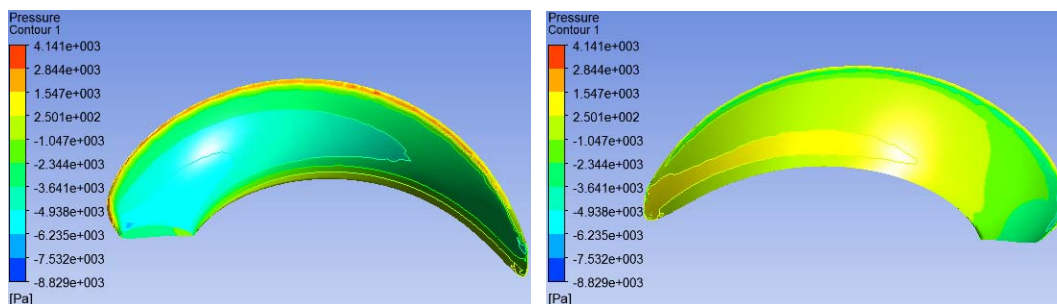 Pressure
Contour 1
4.141e+003
2.844e+003
1.547e+003
2.501e+002
-1.047e+003
-2.344e+003
-3.641e+003
-4.938e+003
-6.235e+003
-7.532e+003
-8.829e+003
[Pa]
Pressure
Contour 1
4.141e+003
2.844e+003
1.547e+003
2.501e+002
-1.047e+003
-2.344e+003
-3.641e+003
-4.938e+003
-6.235e+003
-7.532e+003
-8.829e+003
[Pa]